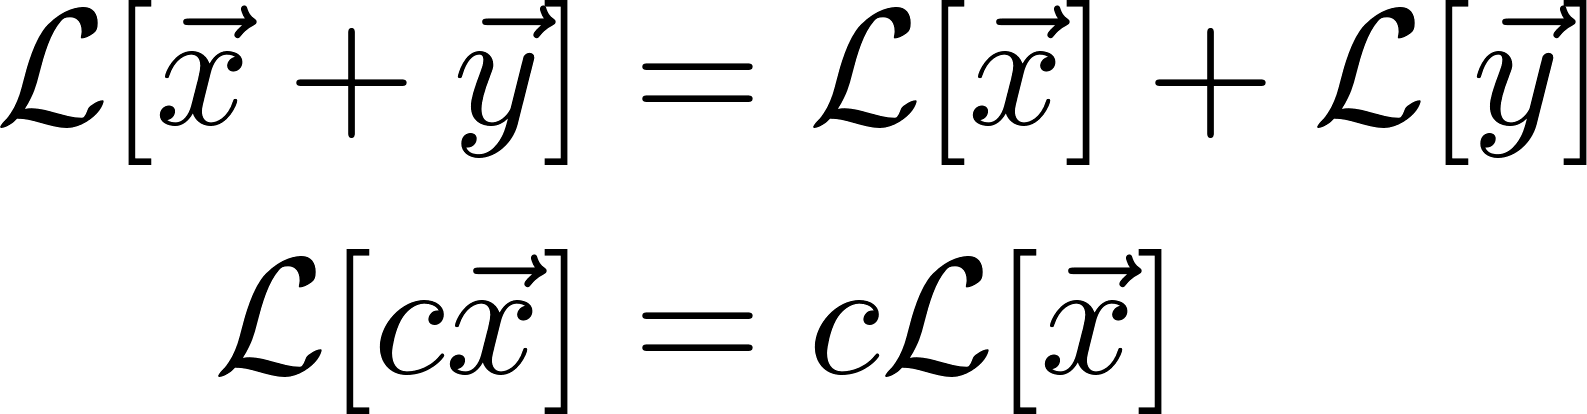 ℒ[x⃗ + y⃗] = ℒ[x⃗] + ℒ[y⃗]
ℒ[cx⃗] = cℒ[x⃗]